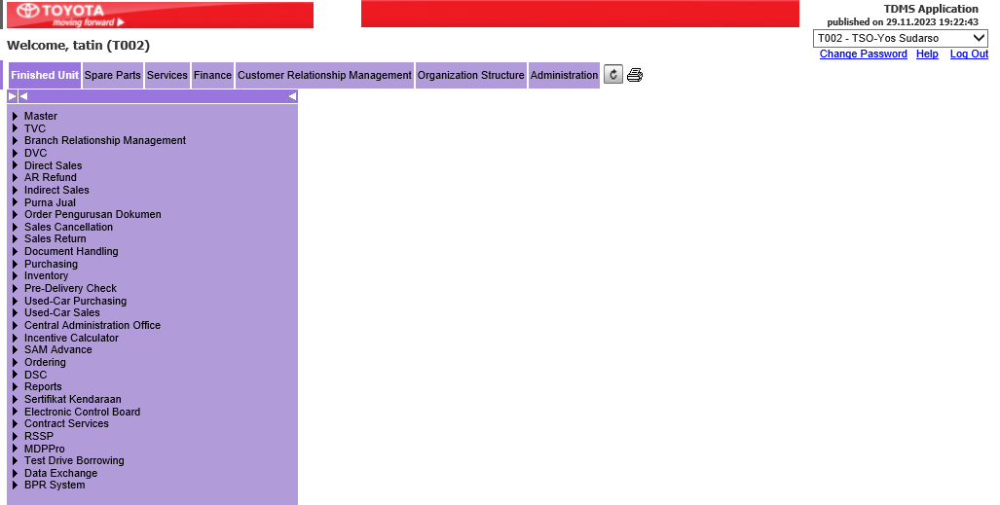 TOYOTA
moving forward
TDMS Application
published on 29.11.2023 19:22:43
Welcome, tatin (T002)
T002 - TSO-Yos Sudarso
Change Password Help Log Out
Finished Unit Spare Parts Services Finance Customer Relationship Management Organization Structure Administration
Master
TVC
Branch Relationship Management
DVC
Direct Sales
AR Refund
Indirect Sales
Purna Jual
Order Pengurusan Dokumen
Sales Cancellation
Sales Return
Document Handling
Purchasing
Inventory
Pre-Delivery Check
Used-Car Purchasing
Used-Car Sales
Central Administration Office
Incentive Calculator
SAM Advance
Ordering
DSC
Reports
Sertifikat Kendaraan
Electronic Control Board
Contract Services
RSSP
MDPPro
Test Drive Borrowing
Data Exchange
BPR System